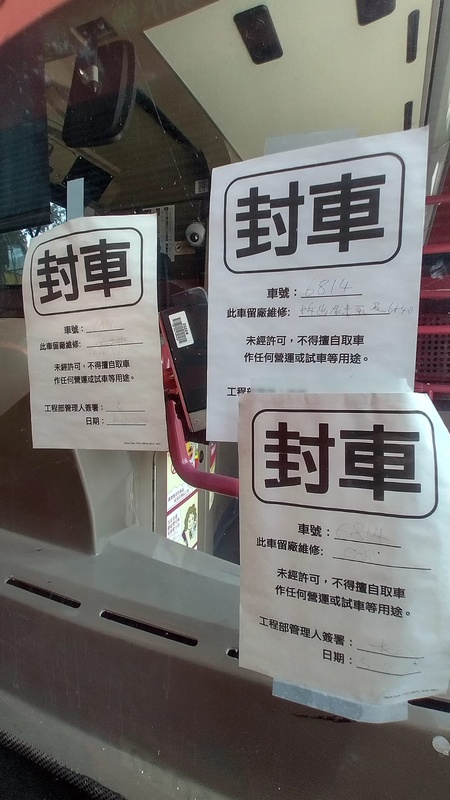 封車
車號：
此車留廠維修:
未經許可，不得擅自取車
作任何營運或試車等用途。
工程部管理人簽署：
日期：
封車
車號： 6814
此車留廠維修:
未經許可，不得擅自取車
作任何營運或試車等用途。
工程
封車
車號：
此車留廠維修:
未經許可，不得擅自取車
作任何營運或試車等用途。
工程部管理人簽署：
日期：